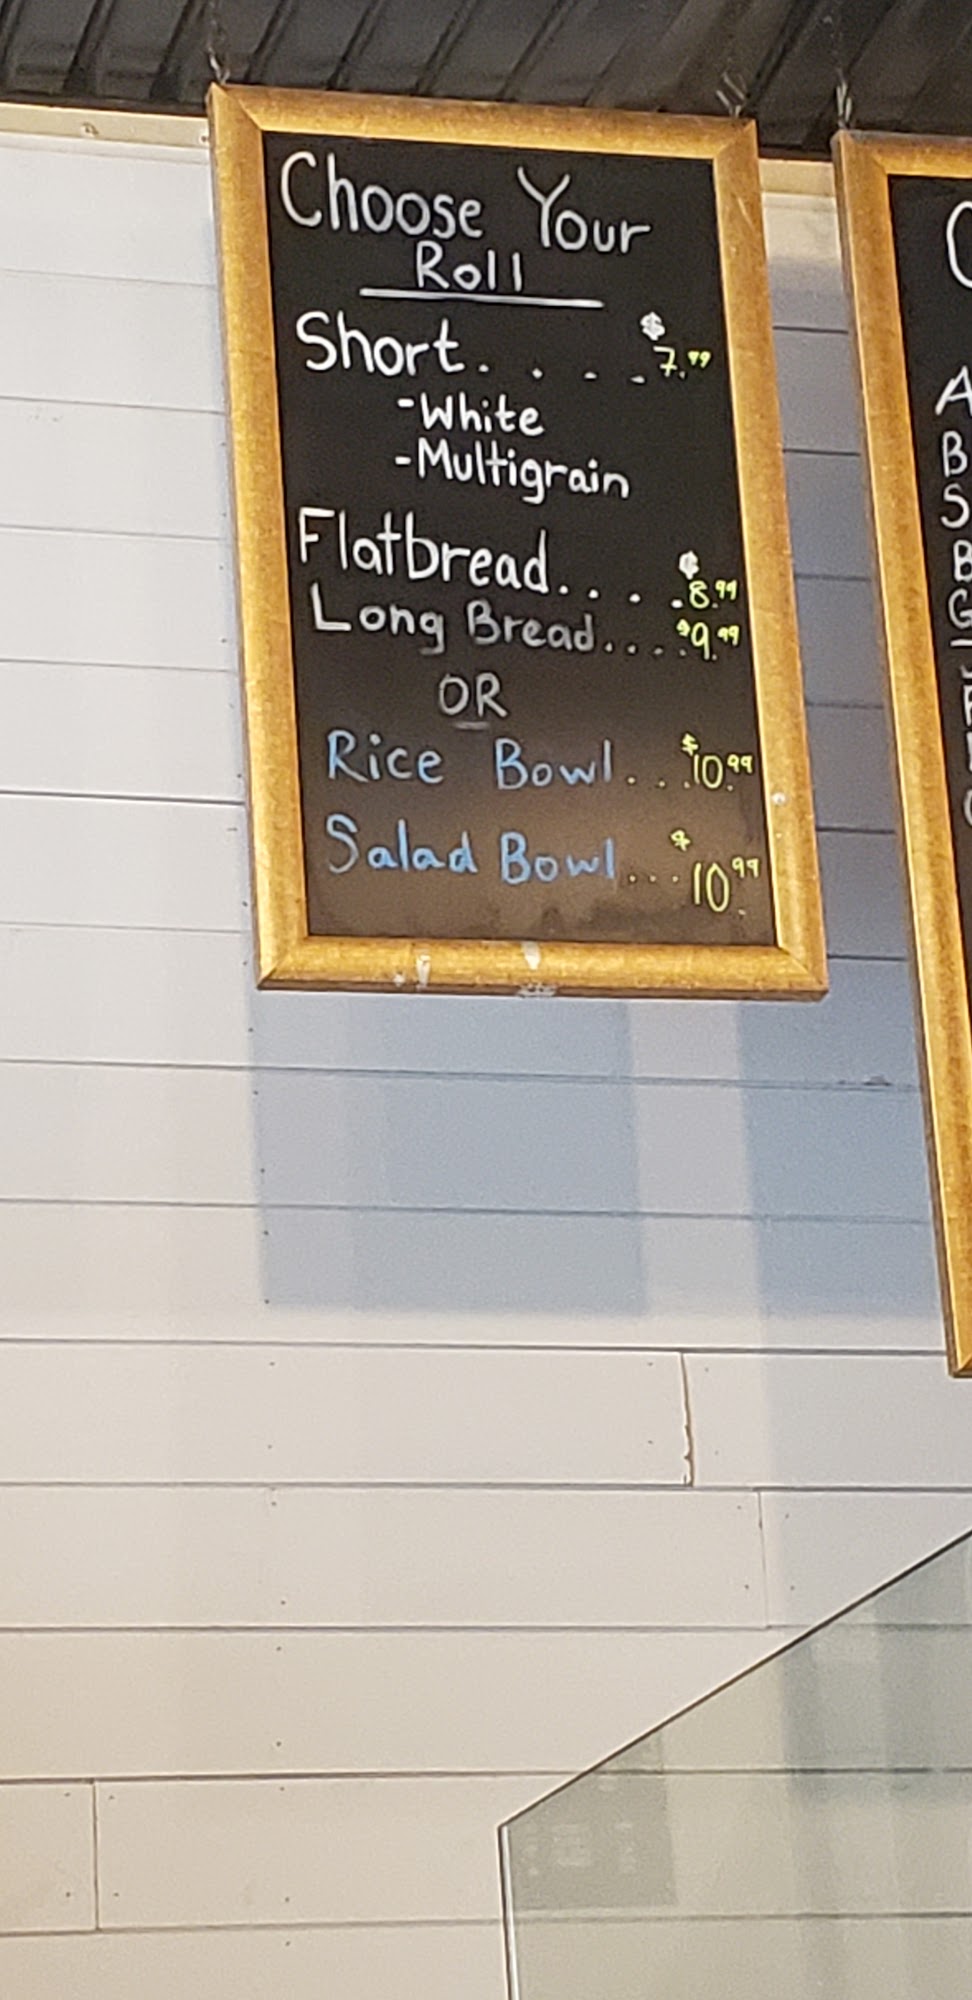 Choose Your
Roll
Short.... $7.99
-White
-Multigrain
Flatbread.... $8.99
Long Bread.... $9.99
OR
Rice Bowl... $10.99
Salad Bowl... $10.99